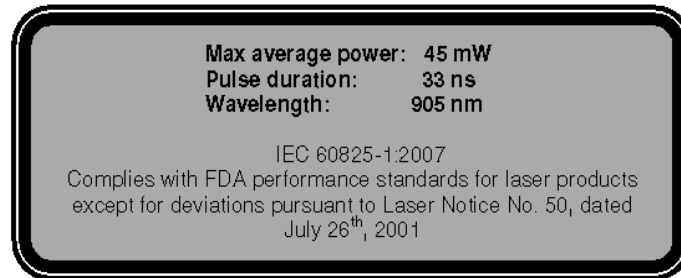 Max average power: 45 mW
Pulse duration: 33 ns
Wavelength: 905 nm
IEC 60825-1:2007
Complies with FDA performance standards for laser products
except for deviations pursuant to Laser Notice No. 50, dated
July 26th, 2001